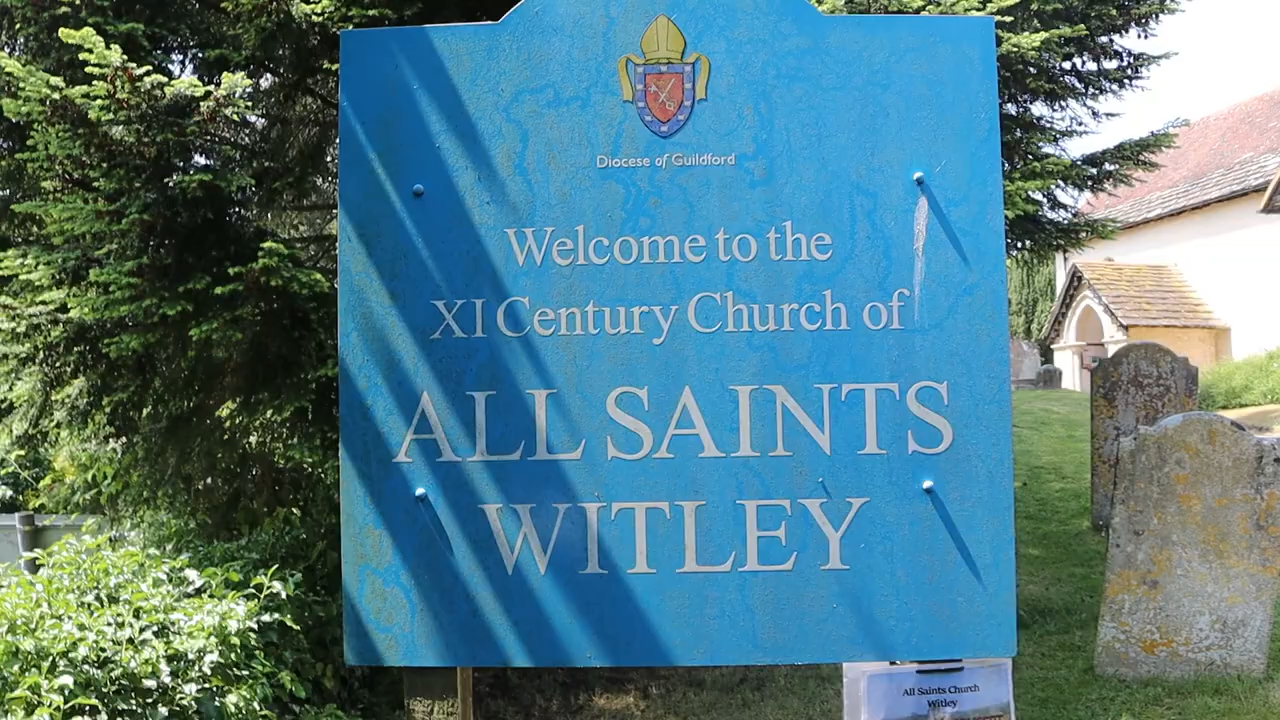 Diocese of Guildford
Welcome to the
XI Century Church of
ALL SAINTS
WITLEY
All Saints Church
Witley